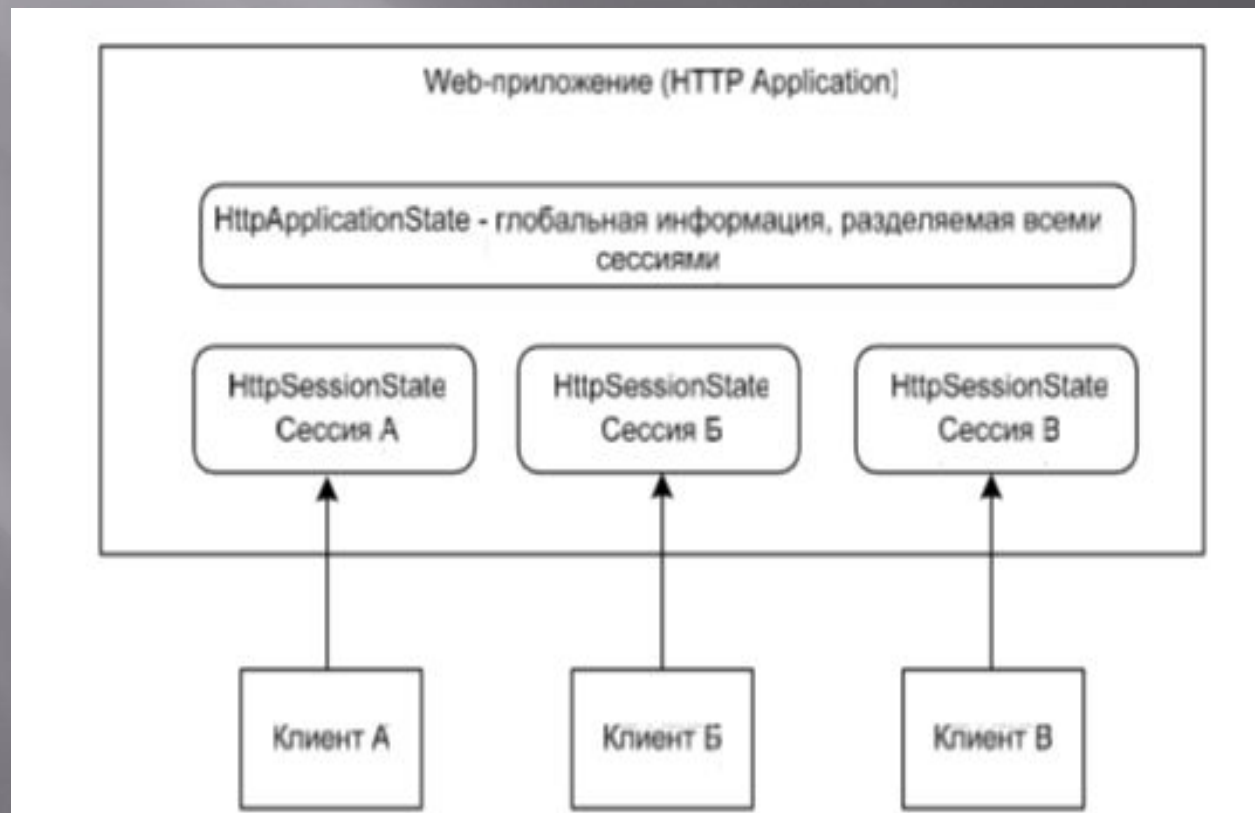 Web-приложение (HTTP Application)
HttpApplicationState - глобальная информация, разделяемая всеми
сессиями
HttpSessionState
Сессия А
HttpSessionState
Сессия Б
HttpSessionState
Сессия В
Клиент А
Клиент Б
Клиент В